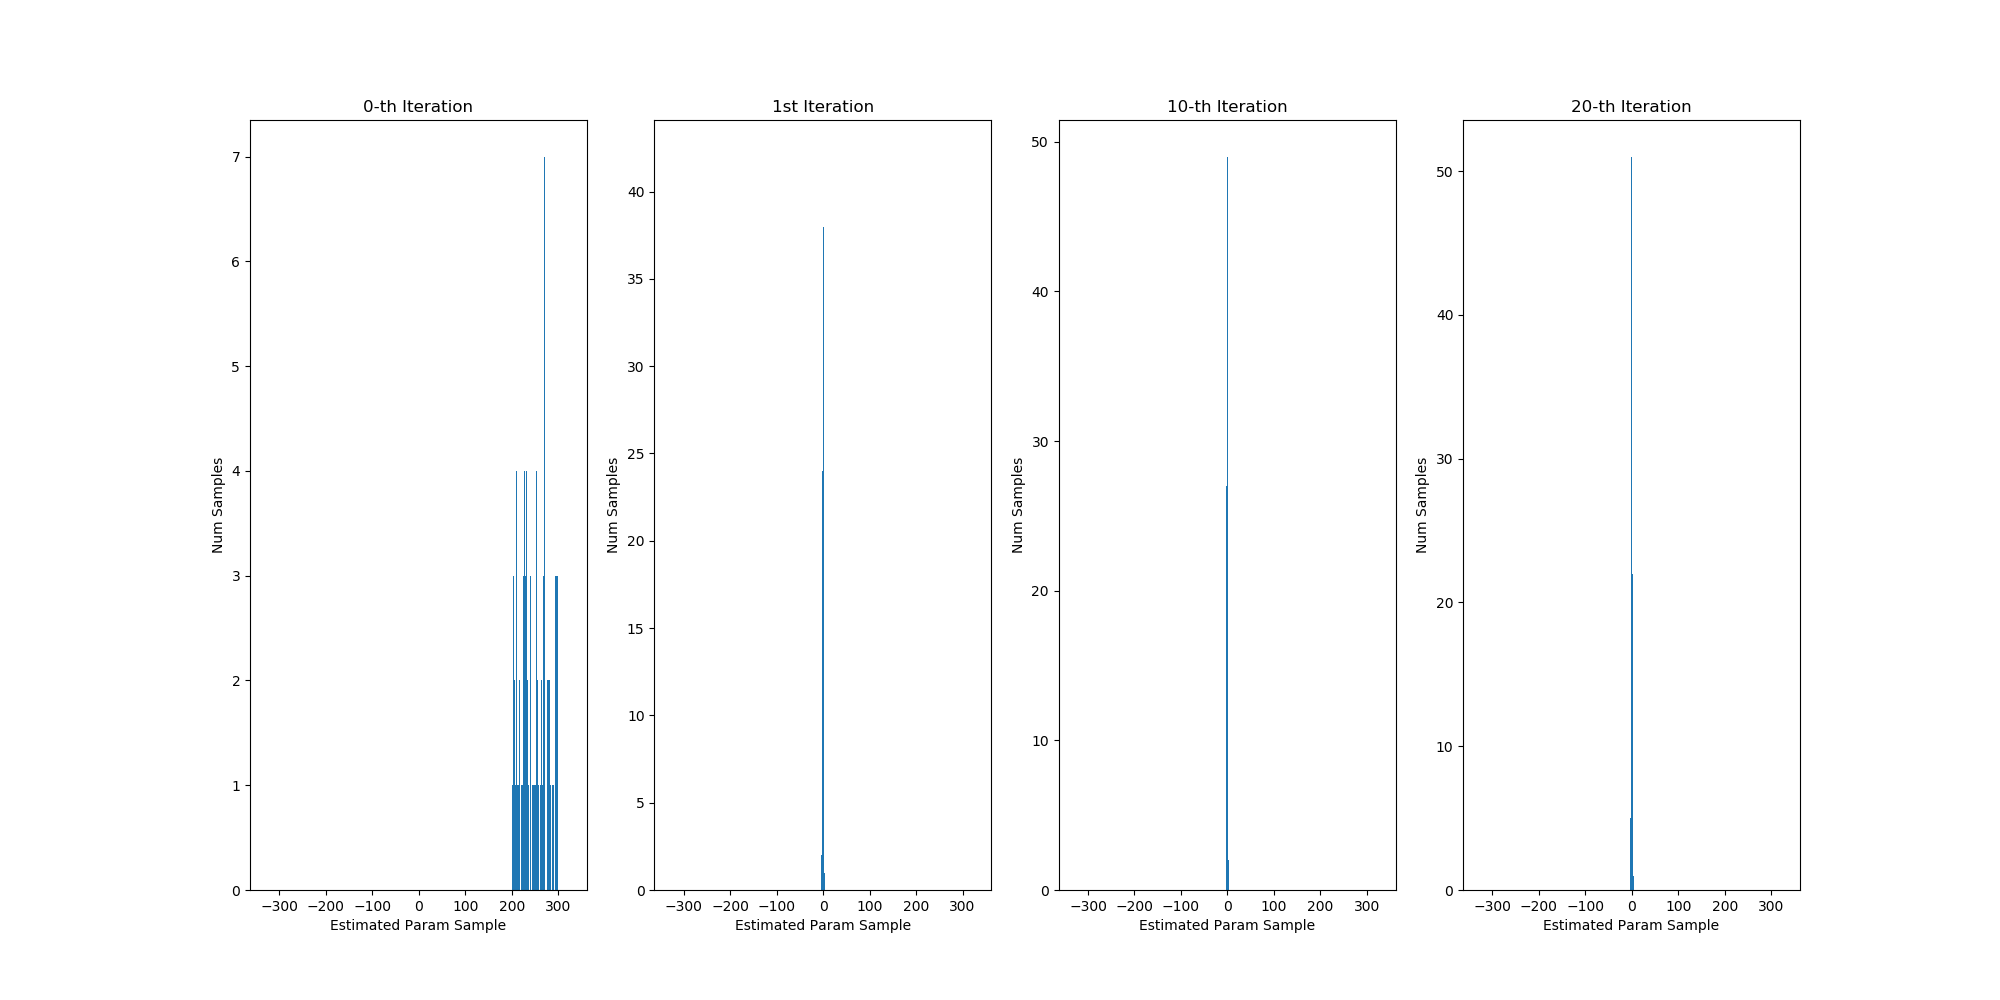 0-th Iteration
7
6
5
4
3
2
1
0
Num Samples
−300 −200 −100 0 100 200 300
Estimated Param Sample
1st Iteration
40
35
30
25
20
15
10
5
0
Num Samples
−300 −200 −100 0 100 200 300
Estimated Param Sample
10-th Iteration
50
40
30
20
10
0
Num Samples
−300 −200 −100 0 100 200 300
Estimated Param Sample
20-th Iteration
50
40
30
20
10
0
Num Samples
−300 −200 −100 0 100 200 300
Estimated Param Sample